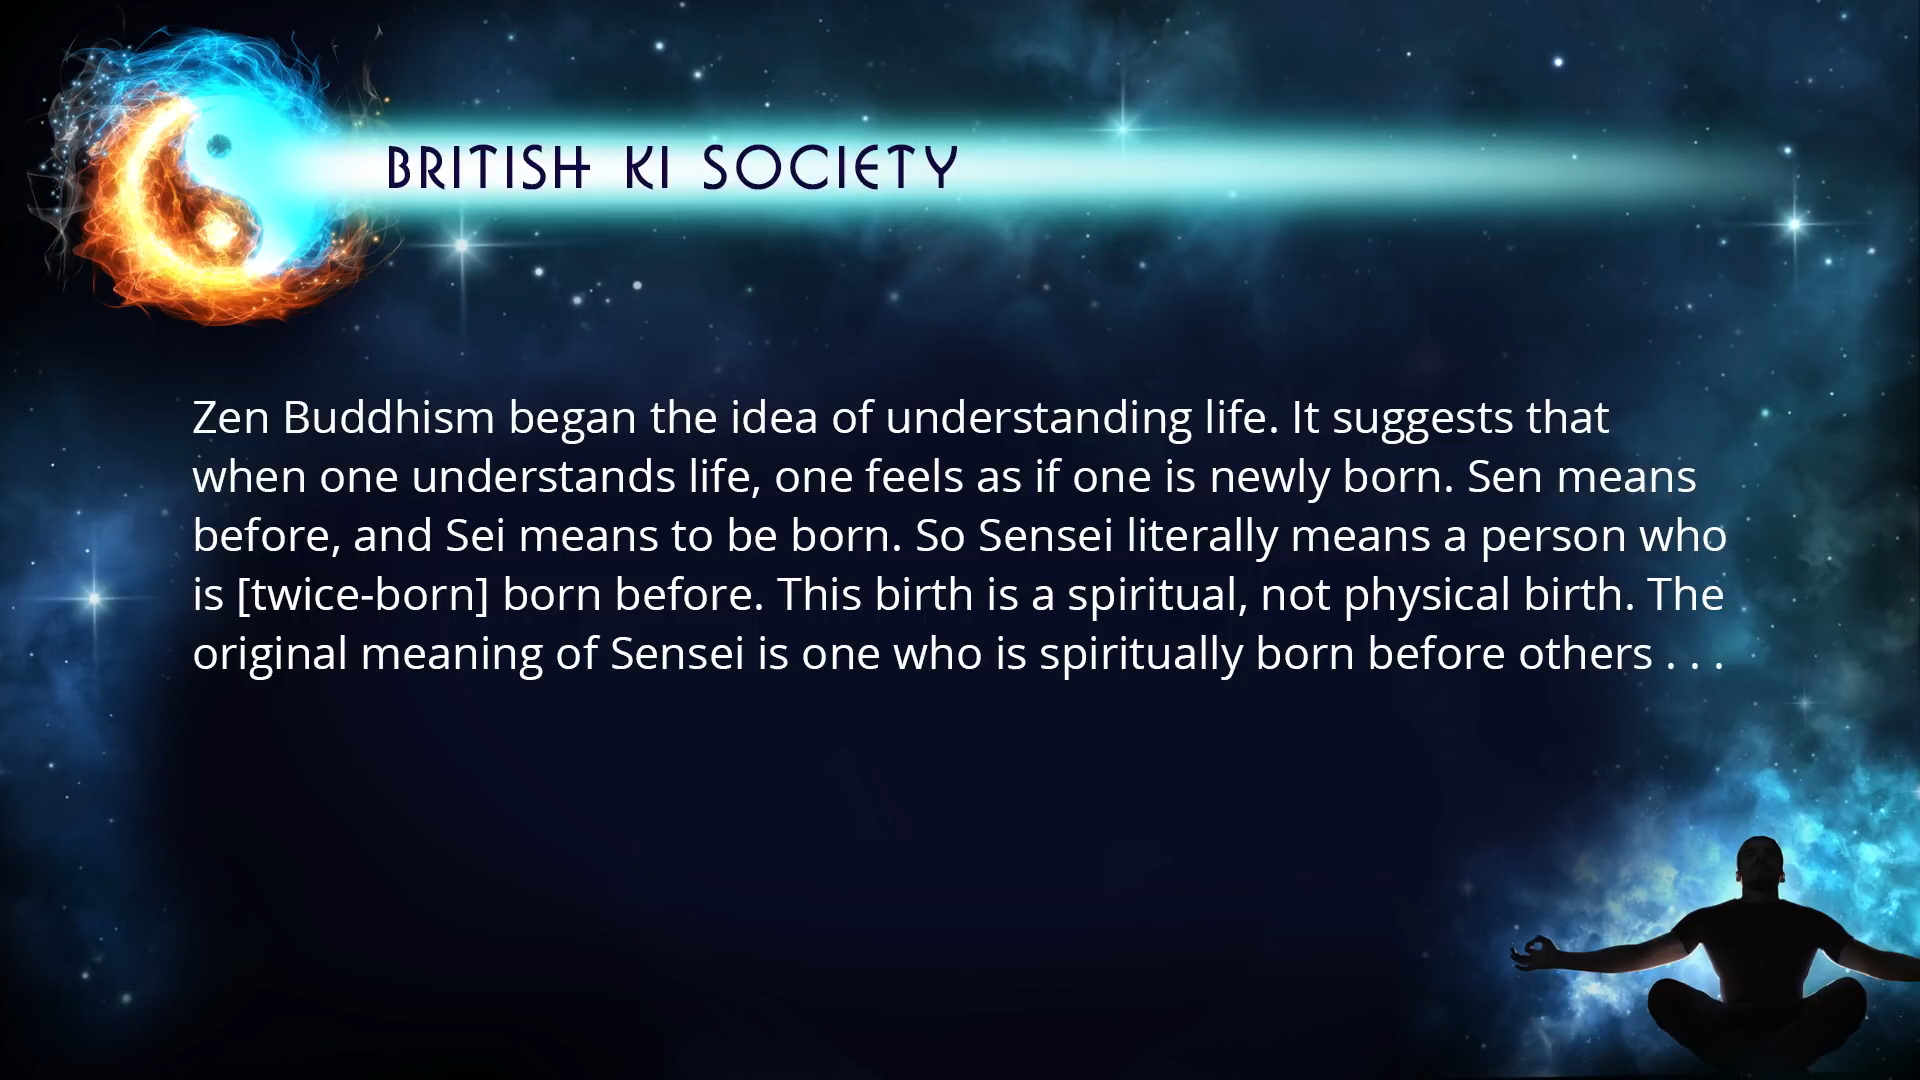 BRITISH KI SOCIETY
Zen Buddhism began the idea of understanding life. It suggests that
when one understands life, one feels as if one is newly born. Sen means
before, and Sei means to be born. So Sensei literally means a person who
is [twice-born] born before. This birth is a spiritual, not physical birth. The
original meaning of Sensei is one who is spiritually born before others . . .